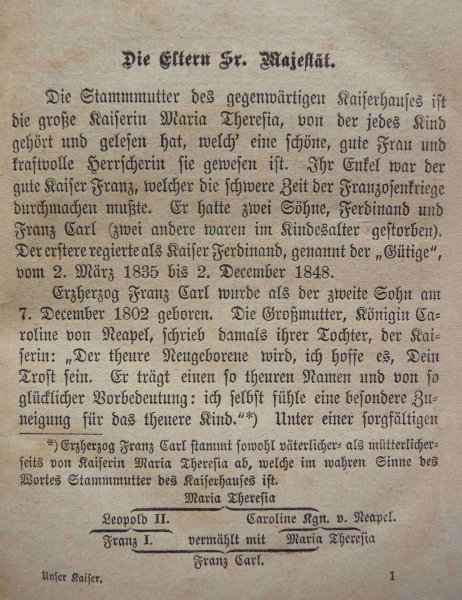 Die Eltern Sr. Majestät.
Die Stammmutter des gegenwärtigen Kaiserhauses ist
die große Kaiserin Maria Theresia, von der jedes Kind
gehört und gelesen hat, welch' eine schöne, gute Frau und
kraftvolle Herrscherin sie gewesen ist. Ihr Enkel war der
gute Kaiser Franz, welcher die schwere Zeit der Franzosenkriege
durchmachen mußte. Er hatte zwei Söhne, Ferdinand und
Franz Carl (zwei andere waren im Kindesalter gestorben).
Der erstere regierte als Kaiser Ferdinand, genannt der „Gütige“,
vom 2. März 1835 bis 2. December 1848.
Erzherzog Franz Carl wurde als der zweite Sohn am
7. December 1802 geboren. Die Großmutter, Königin Ca-
roline von Neapel, schrieb damals ihrer Tochter, der Kai-
serin: „Der theure Neugeborene wird, ich hoffe es, Dein
Trost sein. Er trägt einen so theuren Namen und von so
glücklicher Vorbedeutung: ich selbst fühle eine besondere Zu-
neigung für das theuere Kind.“*) Unter einer sorgfältigen
*) Erzherzog Franz Carl stammt sowohl väterlicher- als mütterlicher-
seits von Kaiserin Maria Theresia ab, welche im wahren Sinne des
Wortes Stammmutter des Kaiserhauses ist.
Maria Theresia
Leopold II. Caroline Kgn. v. Neapel.
Franz I. vermählt mit Maria Theresia
Franz Carl.
Unser Kaiser. 1